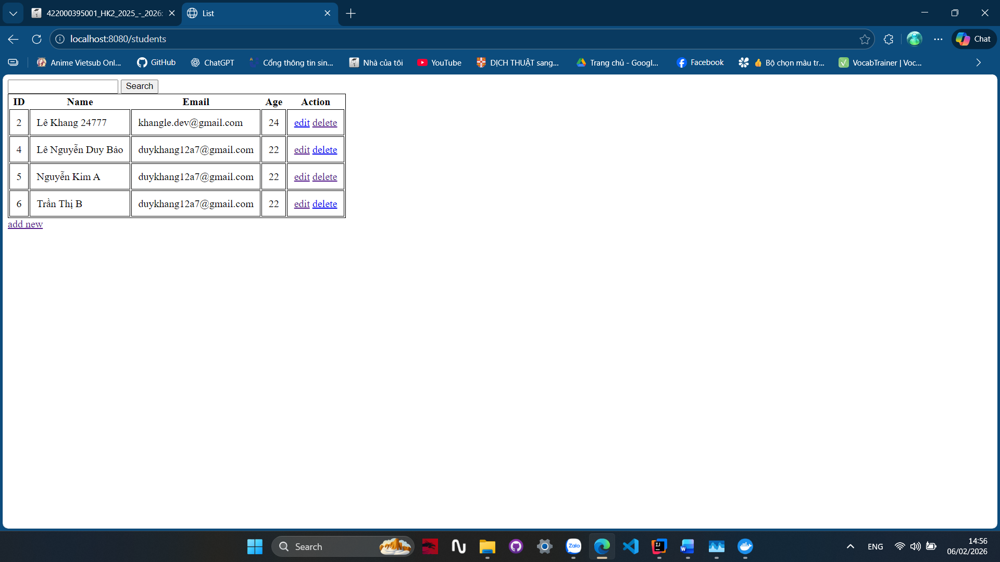 422000395001_HK2_2025_-_2026:
List
localhost:8080/students
Chat
Anime Vietsub Onl...
GitHub
ChatGPT
Cổng thông tin sin...
Nhà của tôi
YouTube
DỊCH THUẬT sang...
Trang chủ - Googl...
Facebook
Bộ chọn màu tr...
VocabTrainer | Voc...
Search
ID Name Email Age Action
2 Lê Khang 24777 khangle.dev@gmail.com 24 edit delete
4 Lê Nguyễn Duy Bảo duykhang12a7@gmail.com 22 edit delete
5 Nguyễn Kim A duykhang12a7@gmail.com 22 edit delete
6 Trần Thị B duykhang12a7@gmail.com 22 edit delete
add new
Search
Zalo
ENG
14:56
06/02/2026